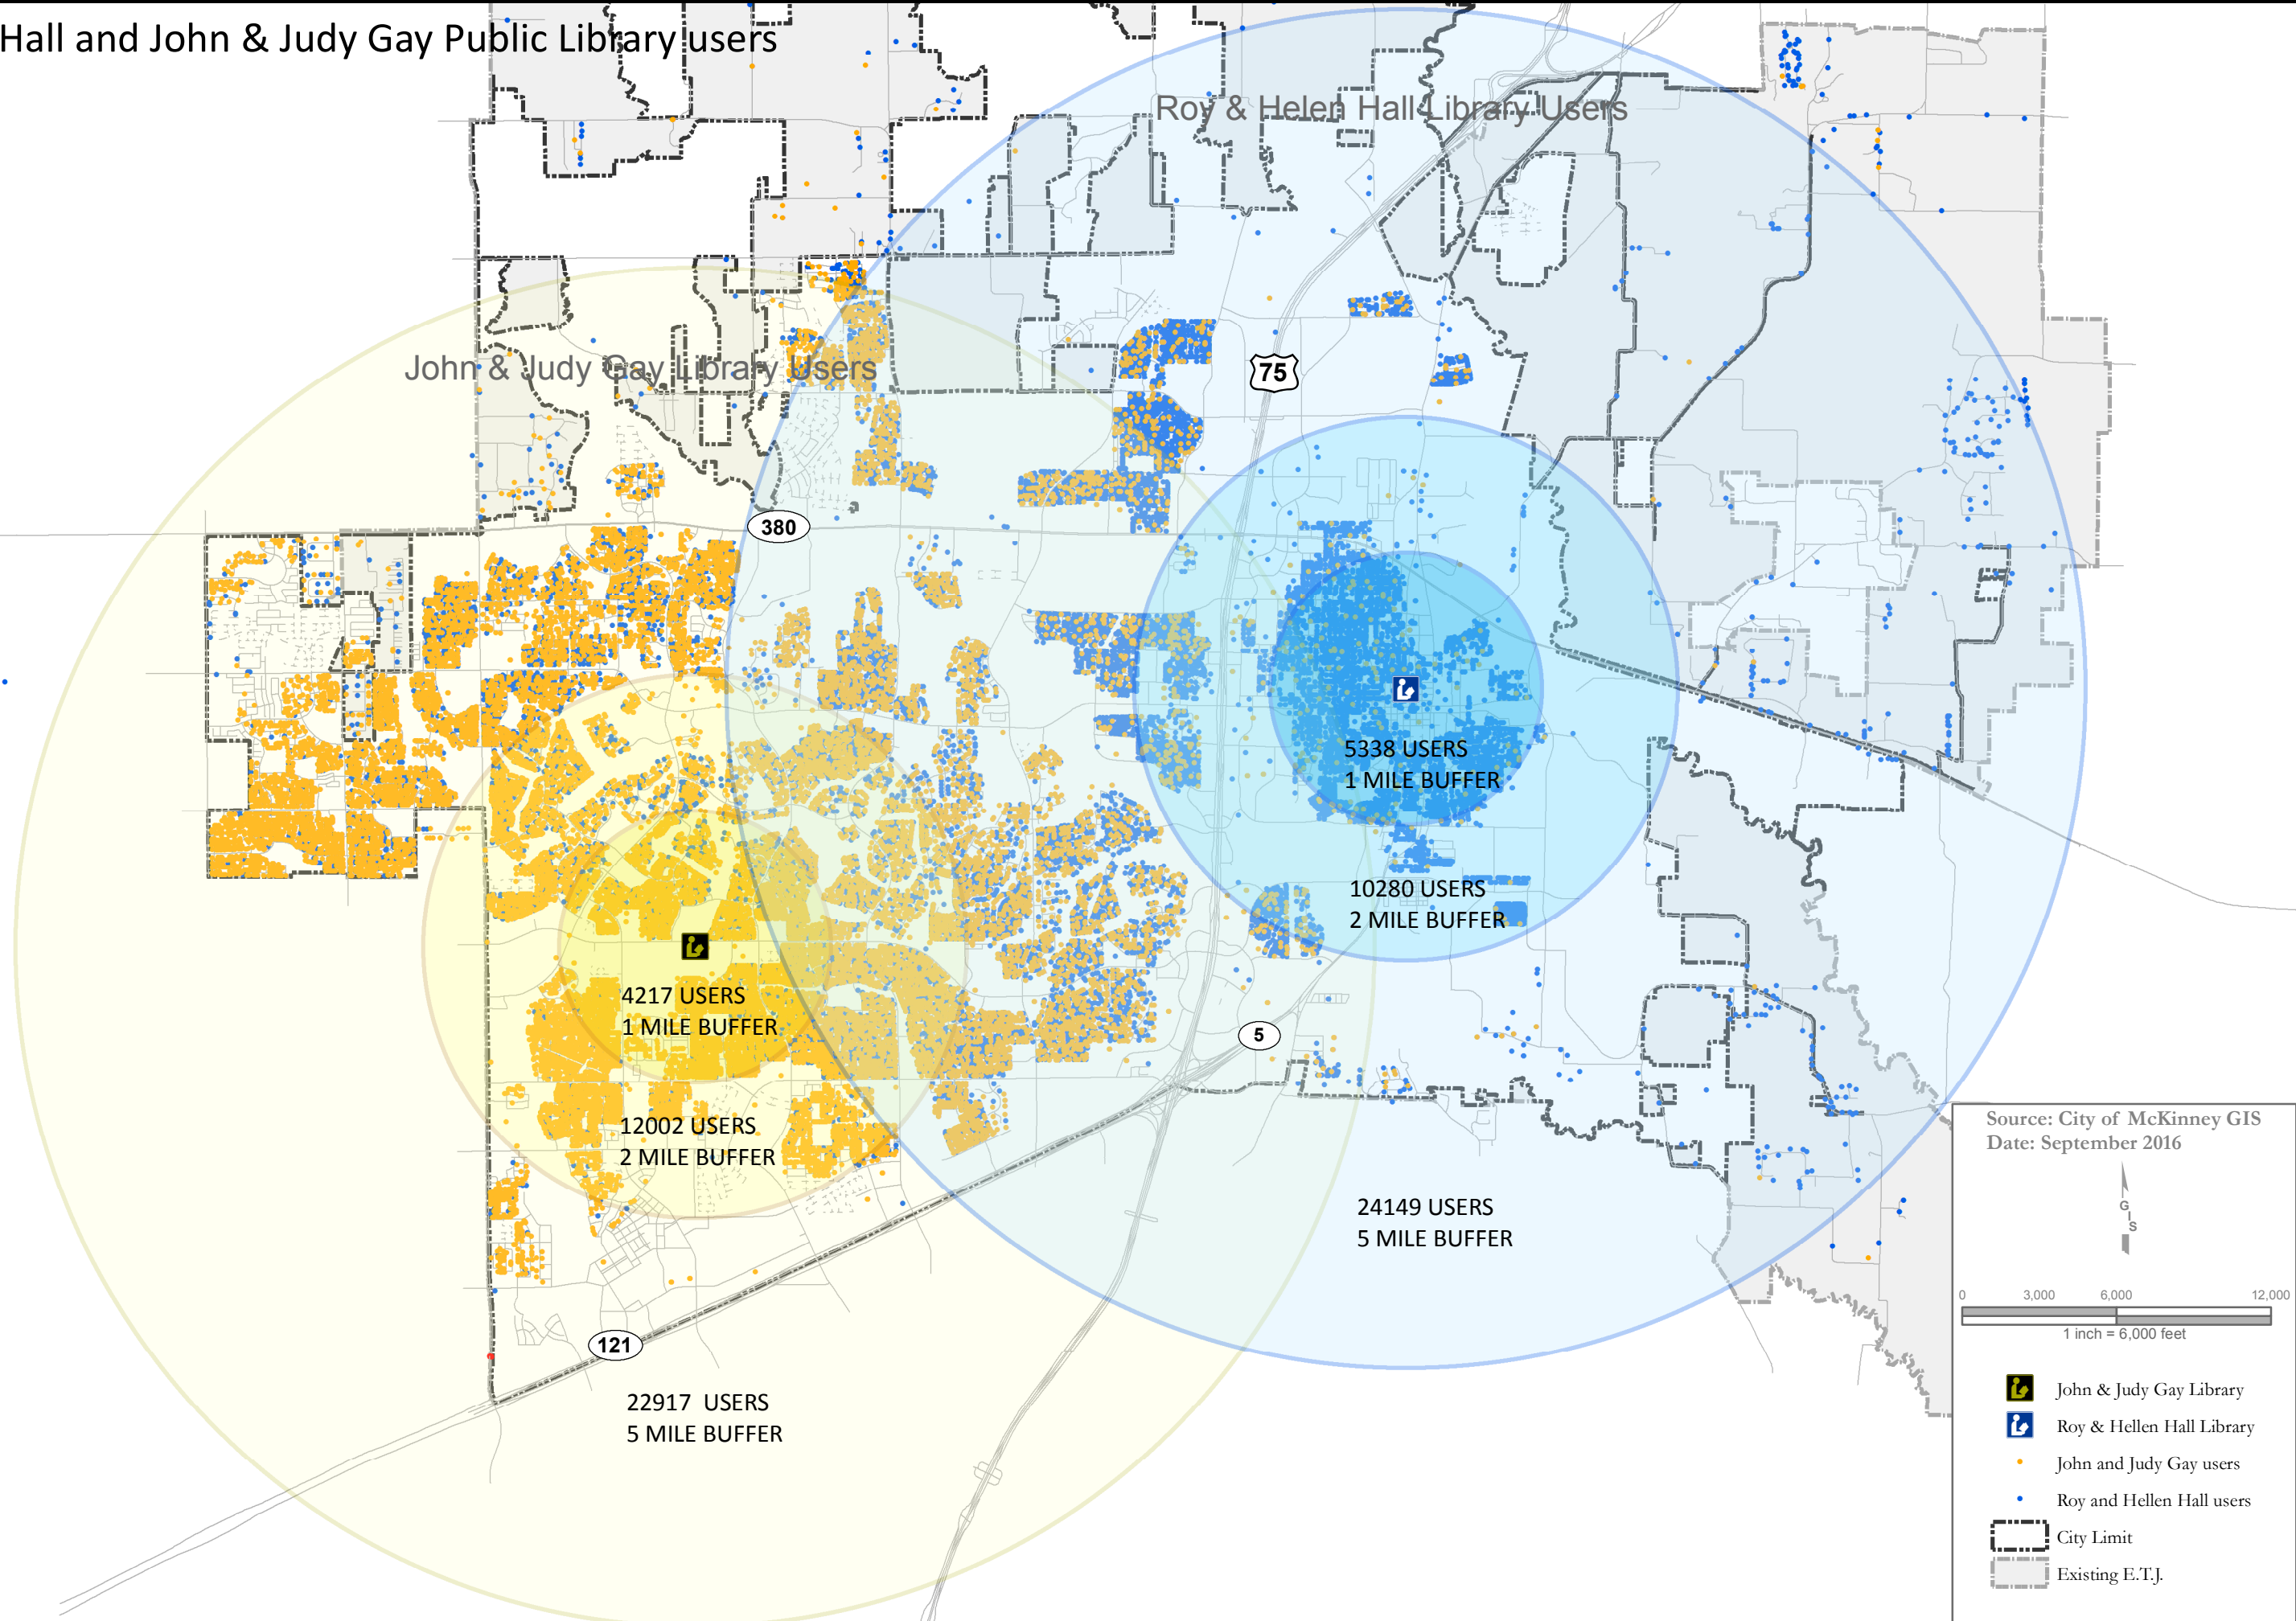 Hall and John & Judy Gay Public Library users
Roy & Helen Hall Library Users
John & Judy Gay Library Users
75
380
5338 USERS
1 MILE BUFFER
10280 USERS
2 MILE BUFFER
4217 USERS
1 MILE BUFFER
5
12002 USERS
2 MILE BUFFER
24149 USERS
5 MILE BUFFER
121
22917 USERS
5 MILE BUFFER
Source: City of McKinney GIS
Date: September 2016
GIS
0 3,000 6,000 12,000
1 inch = 6,000 feet
John & Judy Gay Library
Roy & Hellen Hall Library
John and Judy Gay users
Roy and Hellen Hall users
City Limit
Existing E.T.J.